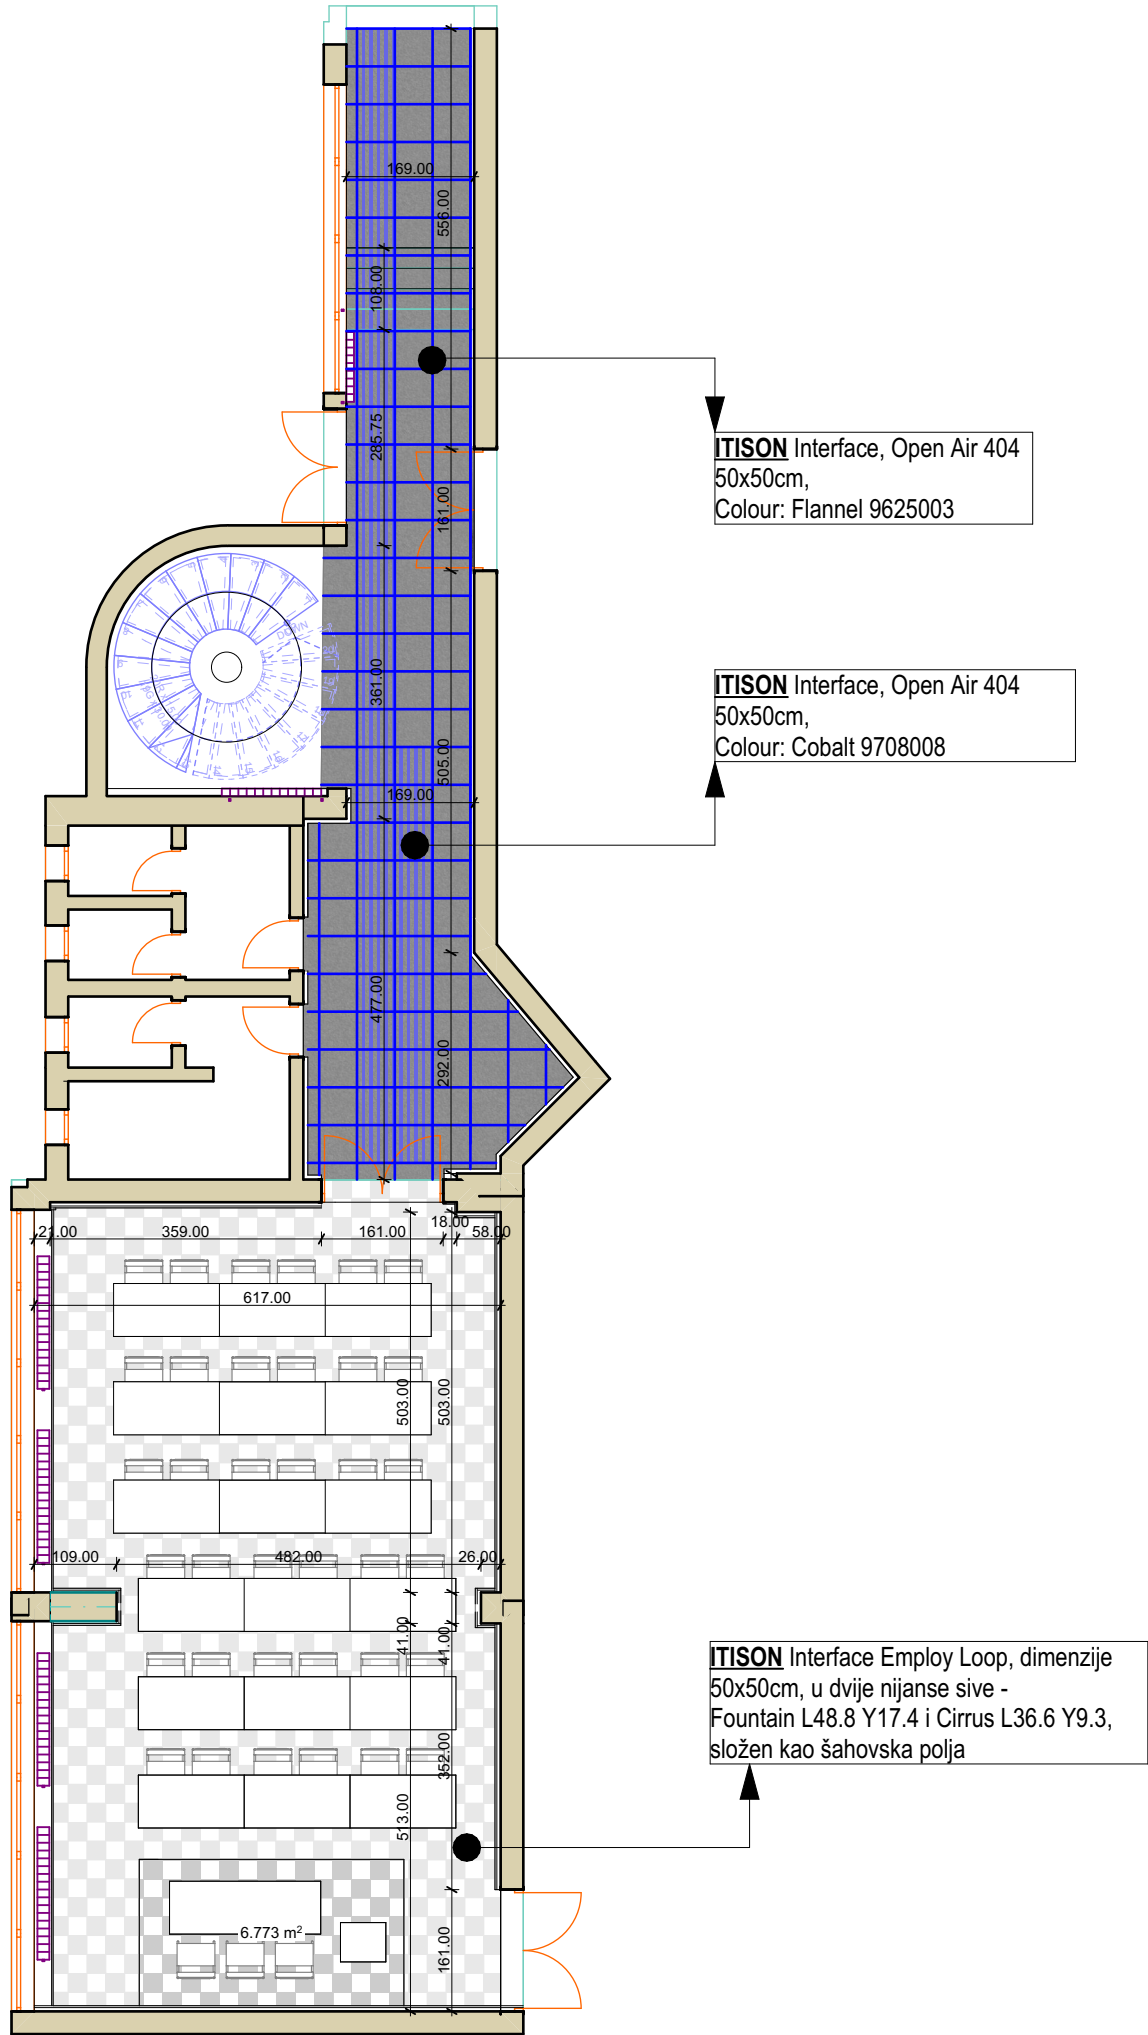 169.00
556.00
108.00
285.75
161.00
ITISON Interface, Open Air 404
50x50cm,
Colour: Flannel 9625003
DOWN
20
361.00
505.00
169.00
ITISON Interface, Open Air 404
50x50cm,
Colour: Cobalt 9708008
477.00
292.00
21.00
359.00
161.00
18.00
58.00
617.00
503.00
503.00
109.00
482.00
26.00
41.00
41.00
352.00
513.00
ITISON Interface Employ Loop, dimenzije
50x50cm, u dvije nijanse sive -
Fountain L48.8 Y17.4 i Cirrus L36.6 Y9.3,
složen kao šahovska polja
6.773 m²
161.00